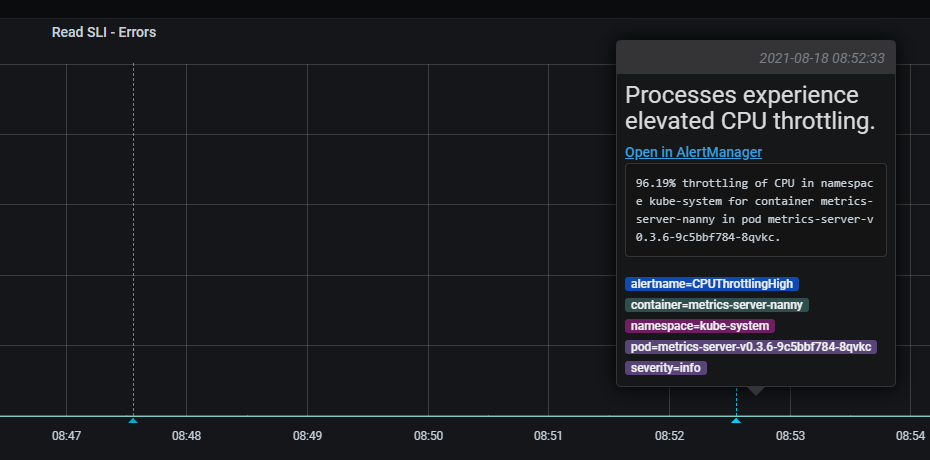 Read SLI - Errors
2021-08-18 08:52:33
Processes experience
elevated CPU throttling.
Open in AlertManager
96.19% throttling of CPU in namespac
e kube-system for container metrics-
server-nanny in pod metrics-server-v
0.3.6-9c5bbf784-8qvkc.
alertname=CPUThrottlingHigh
container=metrics-server-nanny
namespace=kube-system
pod=metrics-server-v0.3.6-9c5bbf784-8qvkc
severity=info
08:47 08:48 08:49 08:50 08:51 08:52 08:53 08:54